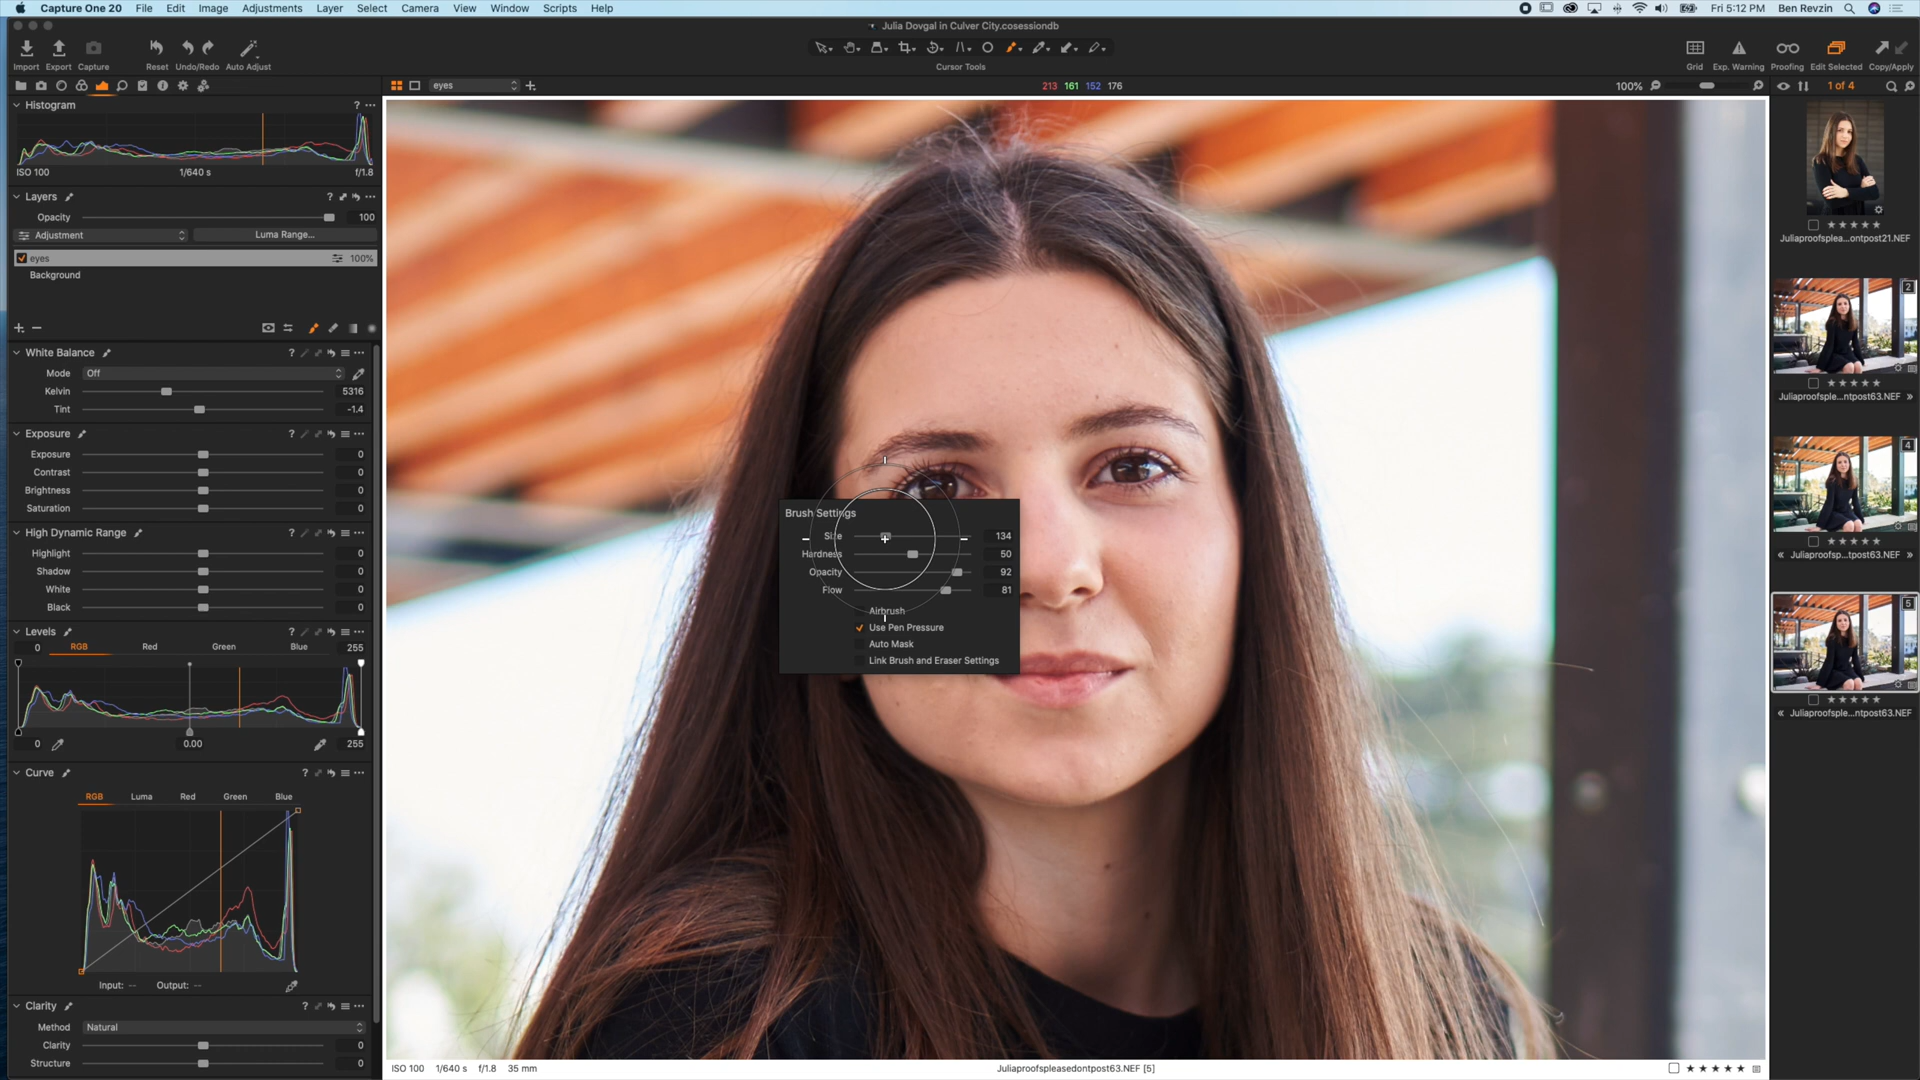 Capture One 20 File Edit Image Adjustments Layer Select Camera View Window Scripts Help
Fri 5:12 PM Ben Revzin
Julia Dovgal in Culver City.cosessiondb
Import Export Capture Reset Undo/Redo Auto Adjust
Cursor Tools
Grid Exp. Warning Proofing Edit Selected Copy/Apply
eyes
213 161 152 176
100%
1 of 4
Histogram
ISO 100 1/640 s f/1.8
Layers
Opacity 100
Adjustment Luma Range...
eyes 100%
Background
White Balance
Mode Off
Kelvin 5316
Tint -1.4
Exposure
Exposure 0
Contrast 0
Brightness 0
Saturation 0
High Dynamic Range
Highlight 0
Shadow 0
White 0
Black 0
Levels
0 RGB Red Green Blue 255
0 0.00 255
Curve
RGB Luma Red Green Blue
Input: -- Output: --
Clarity
Method Natural
Clarity 0
Structure 0
Brush Settings
Size 134
Hardness 50
Opacity 92
Flow 81
Airbrush
Use Pen Pressure
Auto Mask
Link Brush and Eraser Settings
ISO 100 1/640 s f/1.8 35 mm
Juliaproofspleasedontpost63.NEF [5]
Juliaproofsplea...ontpost21.NEF
2
Juliaproofsple...ntpost63.NEF »
4
« Juliaproofsp...tpost63.NEF »
5
« Juliaproofsple...ntpost63.NEF